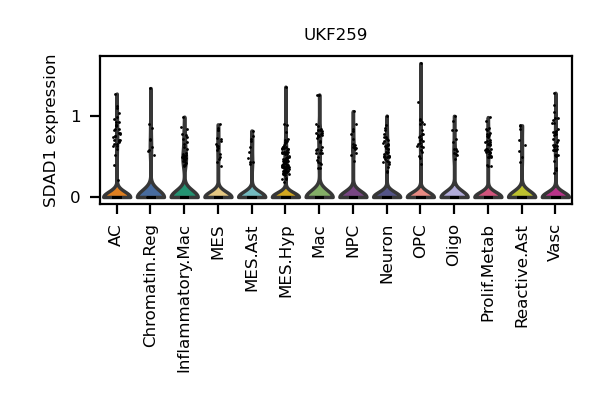 UKF259
SDAD1 expression
1
0
AC
Chromatin.Reg
Inflammatory.Mac
MES
MES.Ast
MES.Hyp
Mac
NPC
Neuron
OPC
Oligo
Prolif.Metab
Reactive.Ast
Vasc